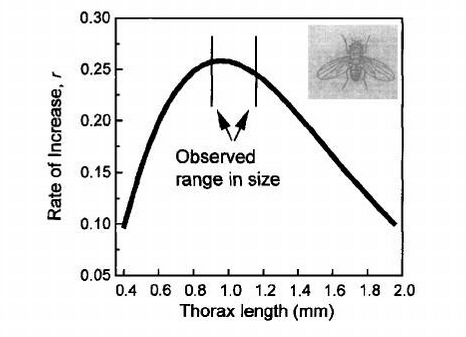 0.30
0.25
0.20
0.15
0.10
0.05
Rate of Increase, r
Observed
range in size
0.4 0.6 0.8 1.0 1.2 1.4 1.6 1.8 2.0
Thorax length (mm)